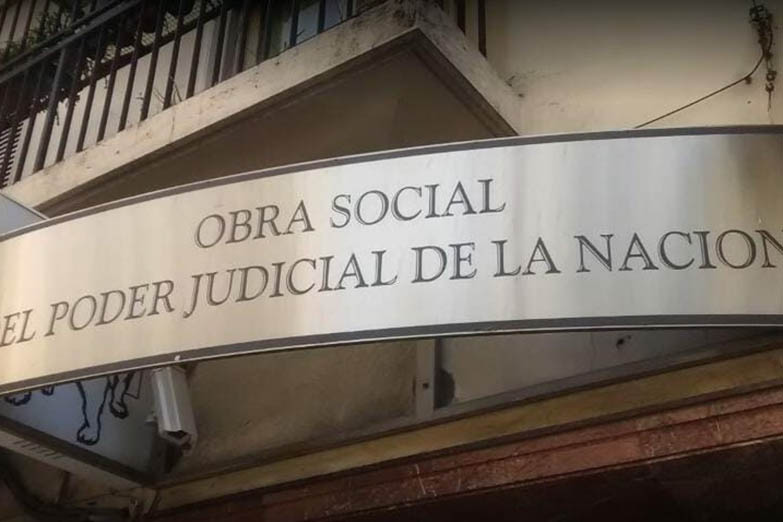 OBRA SOCIAL
EL PODER JUDICIAL DE LA NACION